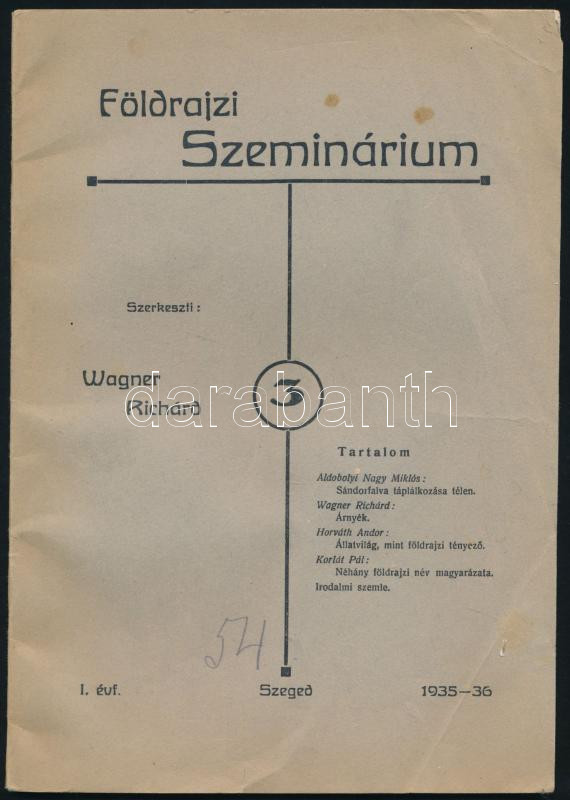 Földrajzi
Szeminárium
Szerkeszti:
Wagner
Richárd
3
darabanth
Tartalom
Aldobolyi Nagy Miklós:
Sándorfalva táplálkozása télen.
Wagner Richárd:
Árnyék.
Horváth Andor:
Állatvilág, mint földrajzi tényező.
Korlát Pál:
Néhány földrajzi név magyarázata.
Irodalmi szemle.
54
I. évf.
Szeged
1935—36